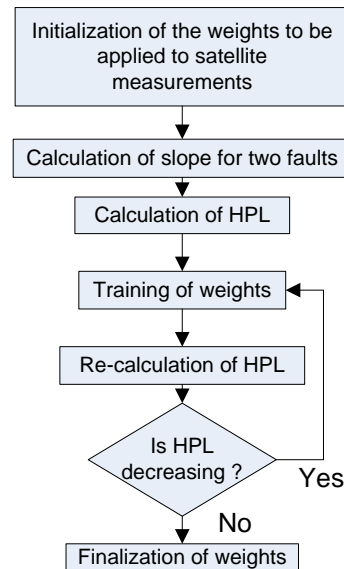 Initialization of the weights to be
applied to satellite
measurements
Calculation of slope for two faults
Calculation of HPL
Training of weights
Re-calculation of HPL
Is HPL
decreasing ?
Yes
No
Finalization of weights